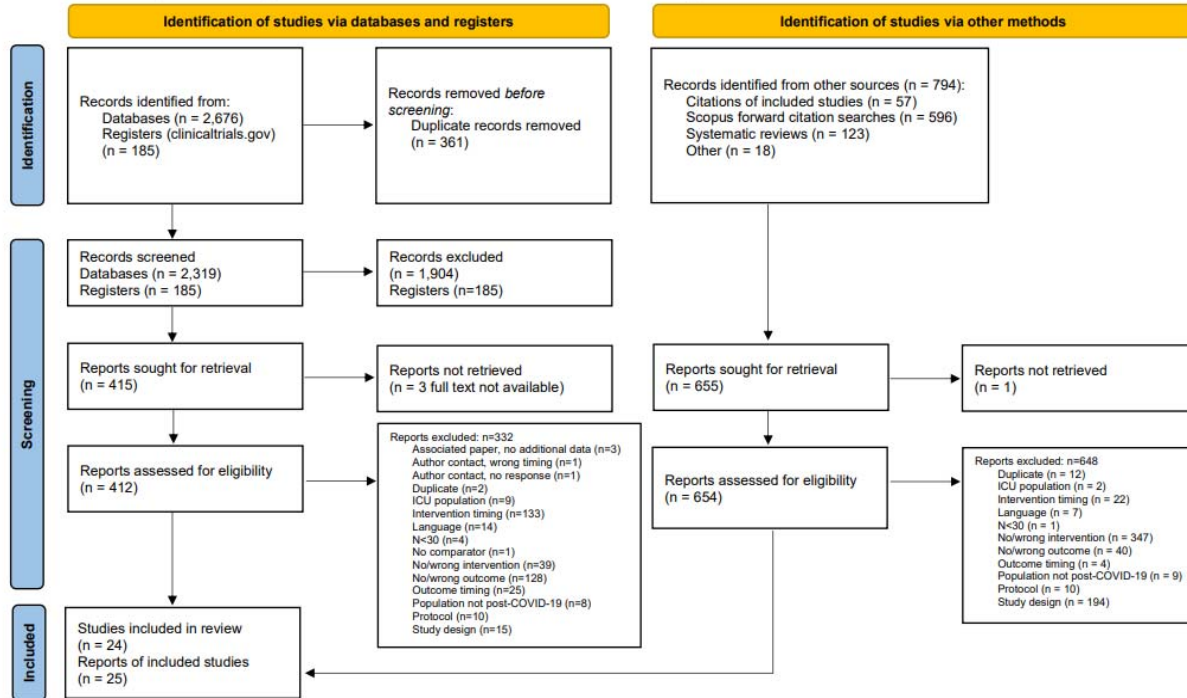 Identification of studies via databases and registers
Identification of studies via other methods
Identification
Records identified from:
Databases (n = 2,676)
Registers (clinicaltrials.gov)
(n = 185)
Records removed before
screening:
Duplicate records removed
(n = 361)
Records identified from other sources (n = 794):
Citations of included studies (n = 57)
Scopus forward citation searches (n = 596)
Systematic reviews (n = 123)
Other (n = 18)
Screening
Records screened
Databases (n = 2,319)
Registers (n = 185)
Records excluded
(n = 1,904)
Registers (n=185)
Reports sought for retrieval
(n = 415)
Reports not retrieved
(n = 3 full text not available)
Reports sought for retrieval
(n = 655)
Reports not retrieved
(n = 1)
Reports assessed for eligibility
(n = 412)
Reports excluded: n=332
Associated paper, no additional data (n=3)
Author contact, wrong timing (n=1)
Author contact, no response (n=1)
Duplicate (n=2)
ICU population (n=9)
Intervention timing (n=133)
Language (n=14)
N<30 (n=4)
No comparator (n=1)
No/wrong intervention (n=39)
No/wrong outcome (n=128)
Outcome timing (n=25)
Population not post-COVID-19 (n=8)
Protocol (n=10)
Study design (n=15)
Reports assessed for eligibility
(n = 654)
Reports excluded: n=648
Duplicate (n = 12)
ICU population (n = 2)
Intervention timing (n = 22)
Language (n = 7)
N<30 (n = 1)
No/wrong intervention (n = 347)
No/wrong outcome (n = 40)
Outcome timing (n = 4)
Population not post-COVID-19 (n = 9)
Protocol (n = 10)
Study design (n = 194)
Included
Studies included in review
(n = 24)
Reports of included studies
(n = 25)